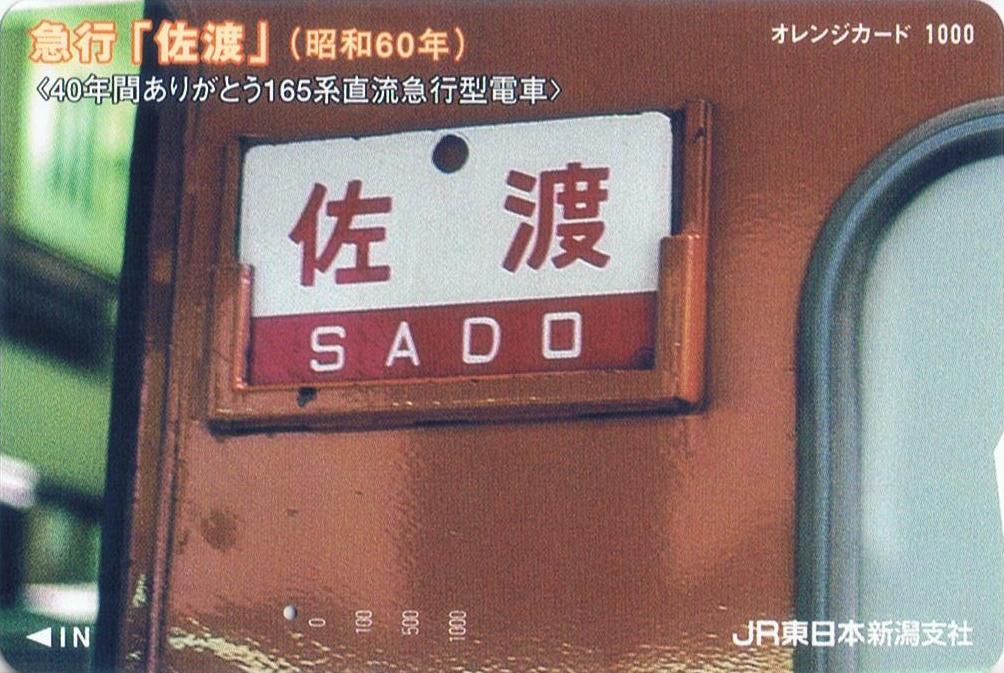 急行「佐渡」(昭和60年)
オレンジカード 1000
〈40年間ありがとう165系直流急行型電車〉
佐渡
SADO
0 100 500 1000
◀IN
JR東日本新潟支社